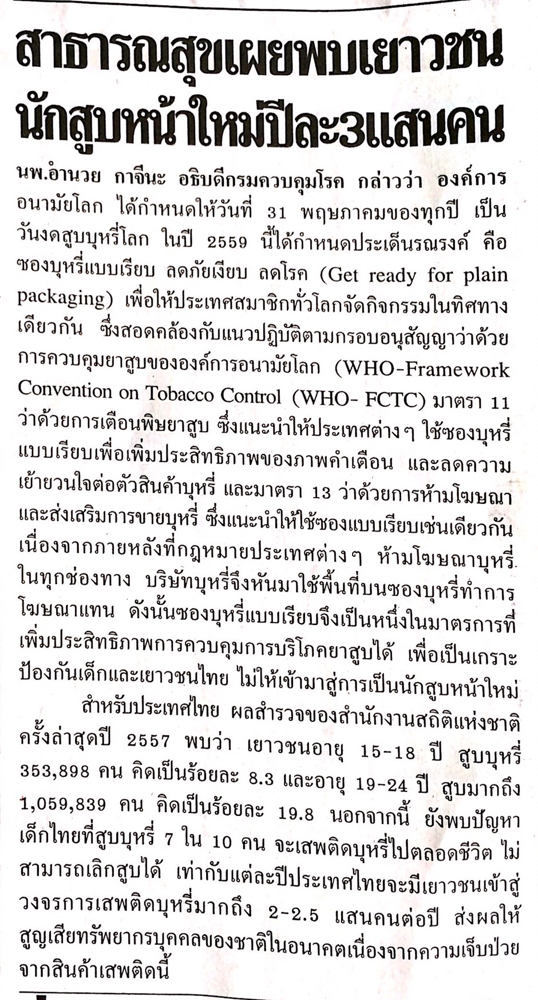 สาธารณสุขเผยพบเยาวชน
นักสูบหน้าใหม่ปีละ3แสนคน
นพ.อำนวย กาจีนะ อธิบดีกรมควบคุมโรค กล่าวว่า องค์การ
อนามัยโลก ได้กำหนดให้วันที่ 31 พฤษภาคมของทุกปี เป็น
วันงดสูบบุหรี่โลก ในปี 2559 นี้ได้กำหนดประเด็นรณรงค์ คือ
ซองบุหรี่แบบเรียบ ลดภัยเงียบ ลดโรค (Get ready for plain
packaging) เพื่อให้ประเทศสมาชิกทั่วโลกจัดกิจกรรมในทิศทาง
เดียวกัน ซึ่งสอดคล้องกับแนวปฏิบัติตามกรอบอนุสัญญาว่าด้วย
การควบคุมยาสูบขององค์การอนามัยโลก (WHO-Framework
Convention on Tobacco Control (WHO- FCTC) มาตรา 11
ว่าด้วยการเตือนพิษยาสูบ ซึ่งแนะนำให้ประเทศต่างๆ ใช้ซองบุหรี่
แบบเรียบเพื่อเพิ่มประสิทธิภาพของภาพคำเตือน และลดความ
เย้ายวนใจต่อตัวสินค้าบุหรี่ และมาตรา 13 ว่าด้วยการห้ามโฆษณา
และส่งเสริมการขายบุหรี่ ซึ่งแนะนำให้ใช้ซองแบบเรียบเช่นเดียวกัน
เนื่องจากภายหลังที่กฎหมายประเทศต่างๆ ห้ามโฆษณาบุหรี่
ในทุกช่องทาง บริษัทบุหรี่จึงหันมาใช้พื้นที่บนซองบุหรี่ทำการ
โฆษณาแทน ดังนั้นซองบุหรี่แบบเรียบจึงเป็นหนึ่งในมาตรการที่
เพิ่มประสิทธิภาพการควบคุมการบริโภคยาสูบได้ เพื่อเป็นเกราะ
ป้องกันเด็กและเยาวชนไทย ไม่ให้เข้ามาสู่การเป็นนักสูบหน้าใหม่
สำหรับประเทศไทย ผลสำรวจของสำนักงานสถิติแห่งชาติ
ครั้งล่าสุดปี 2557 พบว่า เยาวชนอายุ 15-18 ปี สูบบุหรี่
353,898 คน คิดเป็นร้อยละ 8.3 และอายุ 19-24 ปี สูบมากถึง
1,059,839 คน คิดเป็นร้อยละ 19.8 นอกจากนี้ ยังพบปัญหา
เด็กไทยที่สูบบุหรี่ 7 ใน 10 คน จะเสพติดบุหรี่ไปตลอดชีวิต ไม่
สามารถเลิกสูบได้ เท่ากับแต่ละปีประเทศไทยจะมีเยาวชนเข้าสู่
วงจรการเสพติดบุหรี่มากถึง 2-2.5 แสนคนต่อปี ส่งผลให้
สูญเสียทรัพยากรบุคคลของชาติในอนาคตเนื่องจากความเจ็บป่วย
จากสินค้าเสพติดนี้